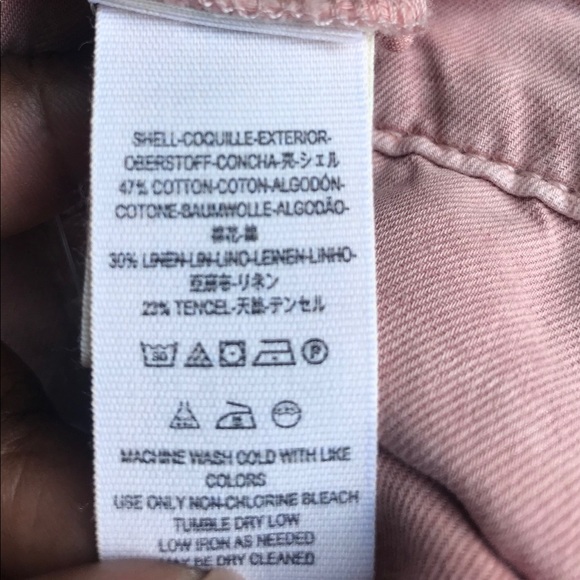 SHELL-COQUILLE-EXTERIOR-
OBERSTOFF-CONCHA-壳-シェル
47% COTTON-COTON-ALGODÓN-
COTONE-BAUMWOLLE-ALGODÃO-
棉花-綿
30% LINEN-LIN-LINO-LEINEN-LINHO-
亚麻布-リネン
23% TENCEL-天絲-テンセル
30
P
MACHINE WASH COLD WITH LIKE
COLORS
USE ONLY NON-CHLORINE BLEACH
TUMBLE DRY LOW
LOW IRON AS NEEDED
MAY BE DRY CLEANED